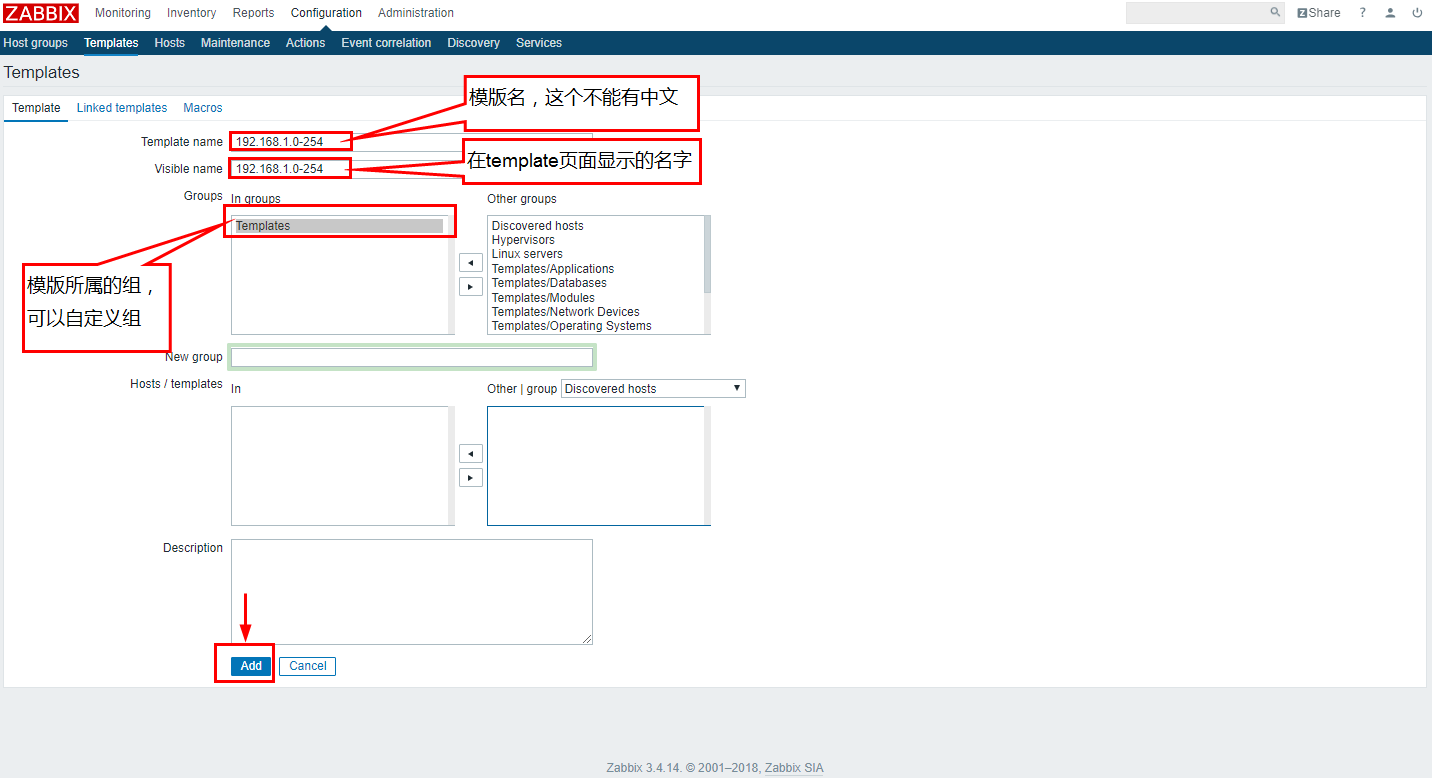 ZABBIX Monitoring Inventory Reports Configuration Administration Share ?
Host groups Templates Hosts Maintenance Actions Event correlation Discovery Services
Templates
Template Linked templates Macros
模版名，这个不能有中文
Template name 192.168.1.0-254
在template页面显示的名字
Visible name 192.168.1.0-254
Groups In groups Other groups
Templates
Discovered hosts
Hypervisors
Linux servers
Templates/Applications
Templates/Databases
Templates/Modules
Templates/Network Devices
Templates/Operating Systems
模版所属的组，
可以自定义组
New group
Hosts / templates In Other | group Discovered hosts
Description
Add Cancel
Zabbix 3.4.14. © 2001–2018, Zabbix SIA